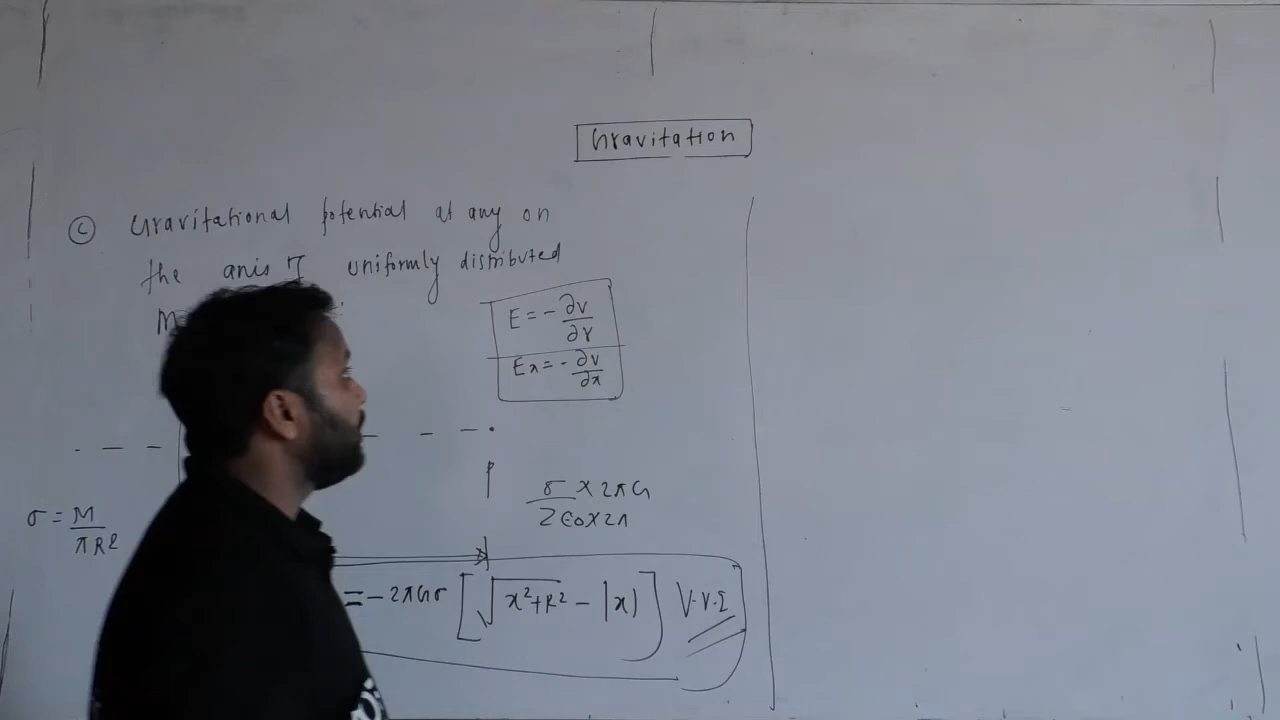 Gravitation
(c) Gravitational potential at any on
the axis of uniformly distributed
M
E = -∂V/∂r
Ex = -∂V/∂x
P
σ = M/πR²
σ × 2πG
2ε0 × 2π
= -2πGσ [√x²+R² - |x|] V.V.I